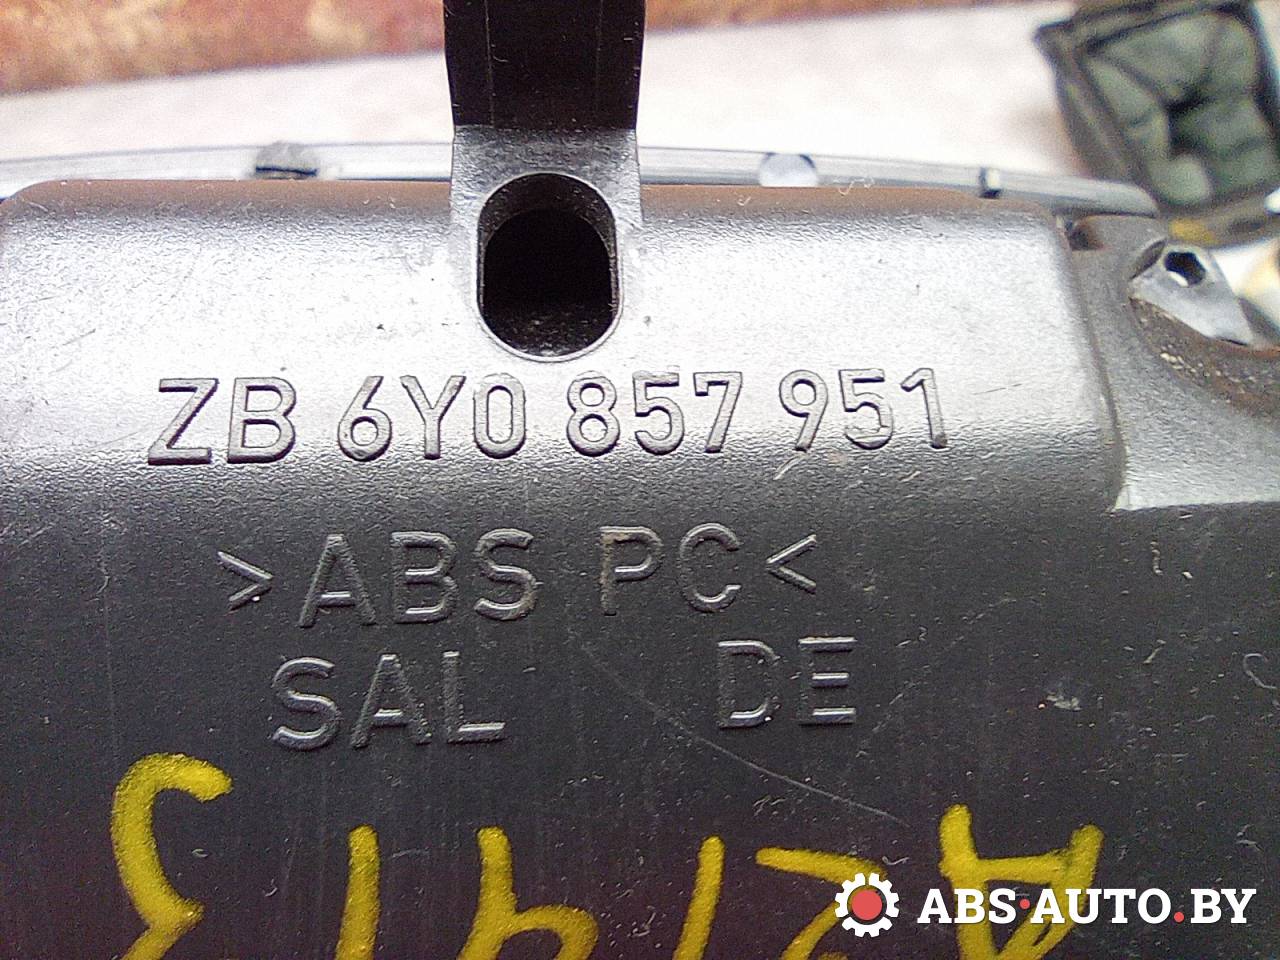 ZB 6Y0 857 951
>ABS PC<
SAL DE
ABS·AUTO.BY